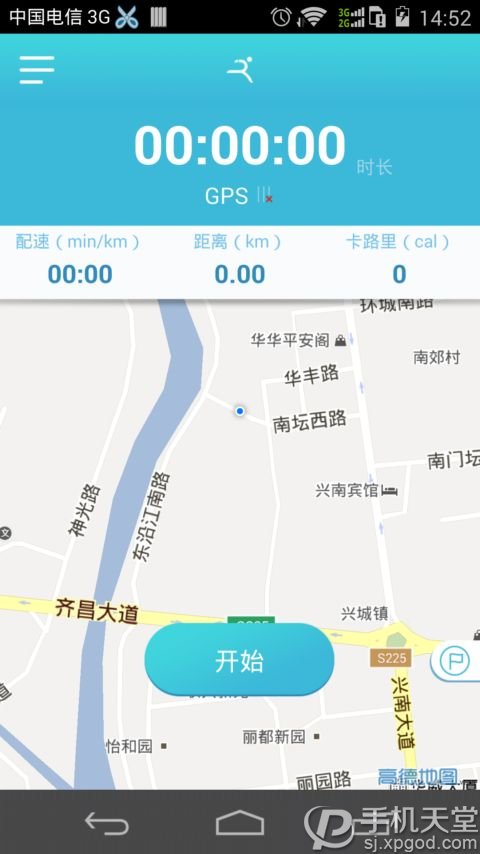 中国电信 3G
3G
2G
14:52
00:00:00
时长
GPS
配速（min/km）
距离（km）
卡路里（cal）
00:00
0.00
0
环城南路
华华平安阁
南郊村
华丰路
南坛西路
南门坛
兴南宾馆
神光路
东沿江南路
文
齐昌大道
兴城镇
开始
S225
兴南大道
道
怡和园
丽都新园
丽园路
高德地图
手机天堂
sj.xpgod.com